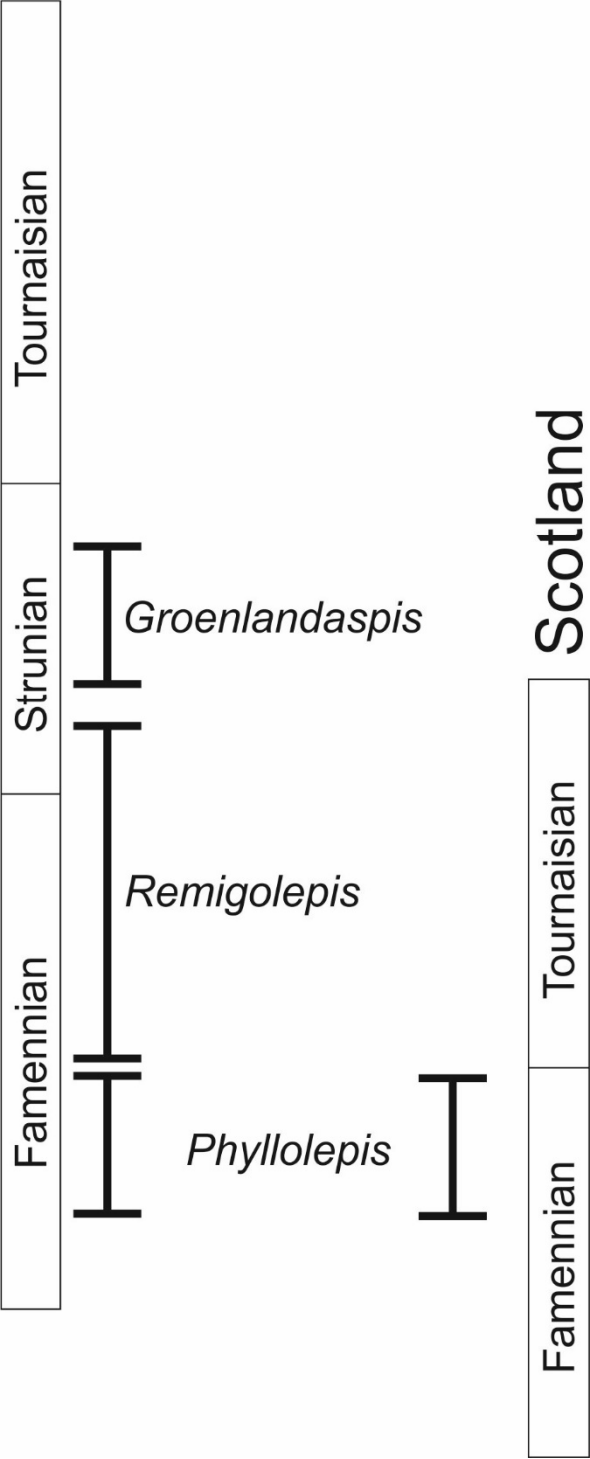 Tournaisian
Strunian
Famennian
Groenlandaspis
Remigolepis
Phyllolepis
Scotland
Tournaisian
Famennian